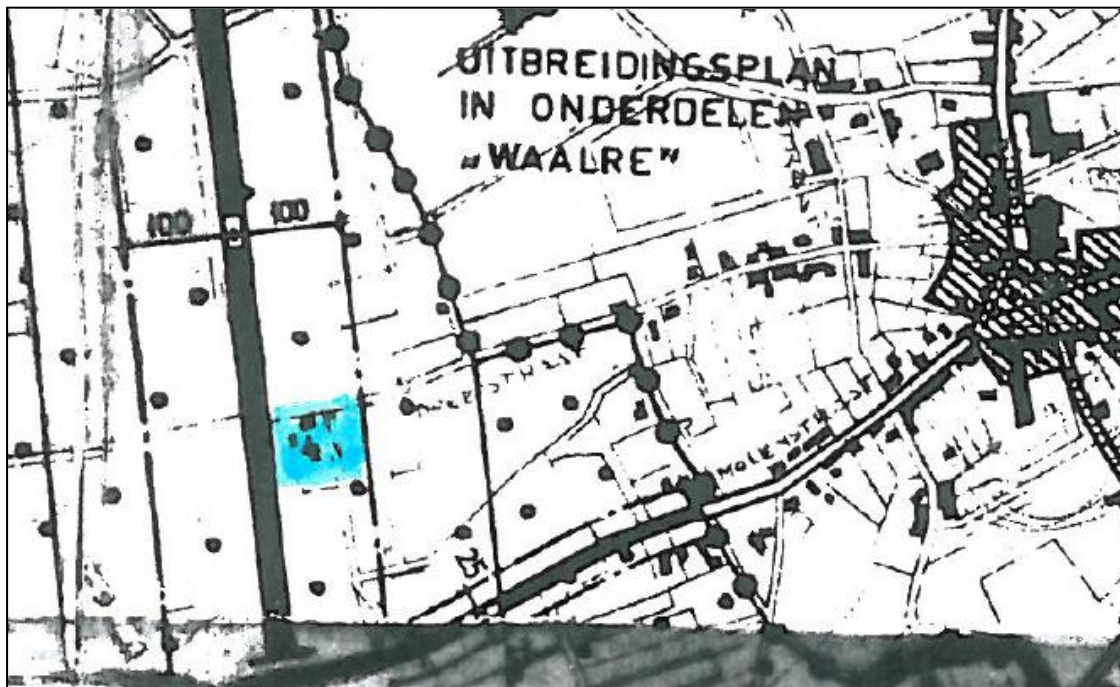 UITBREIDINGSPLAN
IN ONDERDELEN
„WAALRE”
100 100
MOLENSTR
25